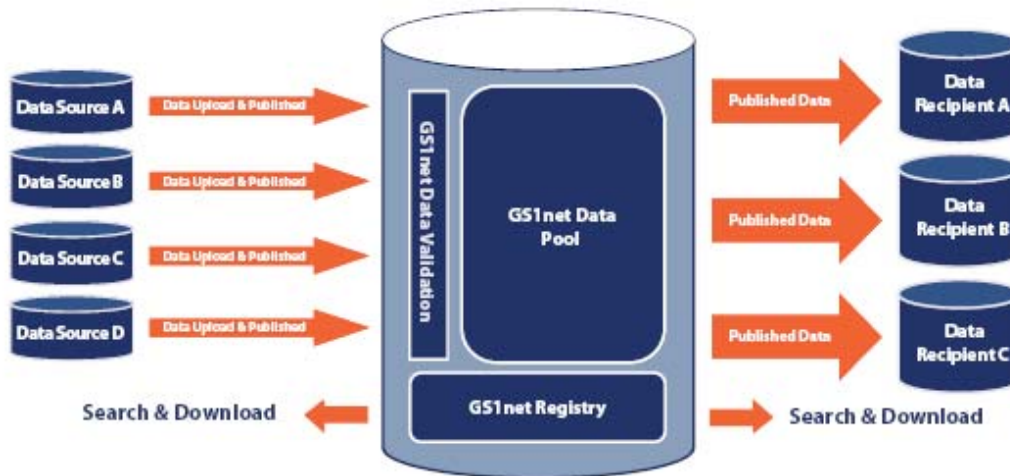 Data Source A
Data Upload & Published
Data Source B
Data Upload & Published
Data Source C
Data Upload & Published
Data Source D
Data Upload & Published
GS1net Data Validation
GS1net Data
Pool
GS1net Registry
Published Data
Data
Recipient A
Published Data
Data
Recipient B
Published Data
Data
Recipient C
Search & Download
Search & Download